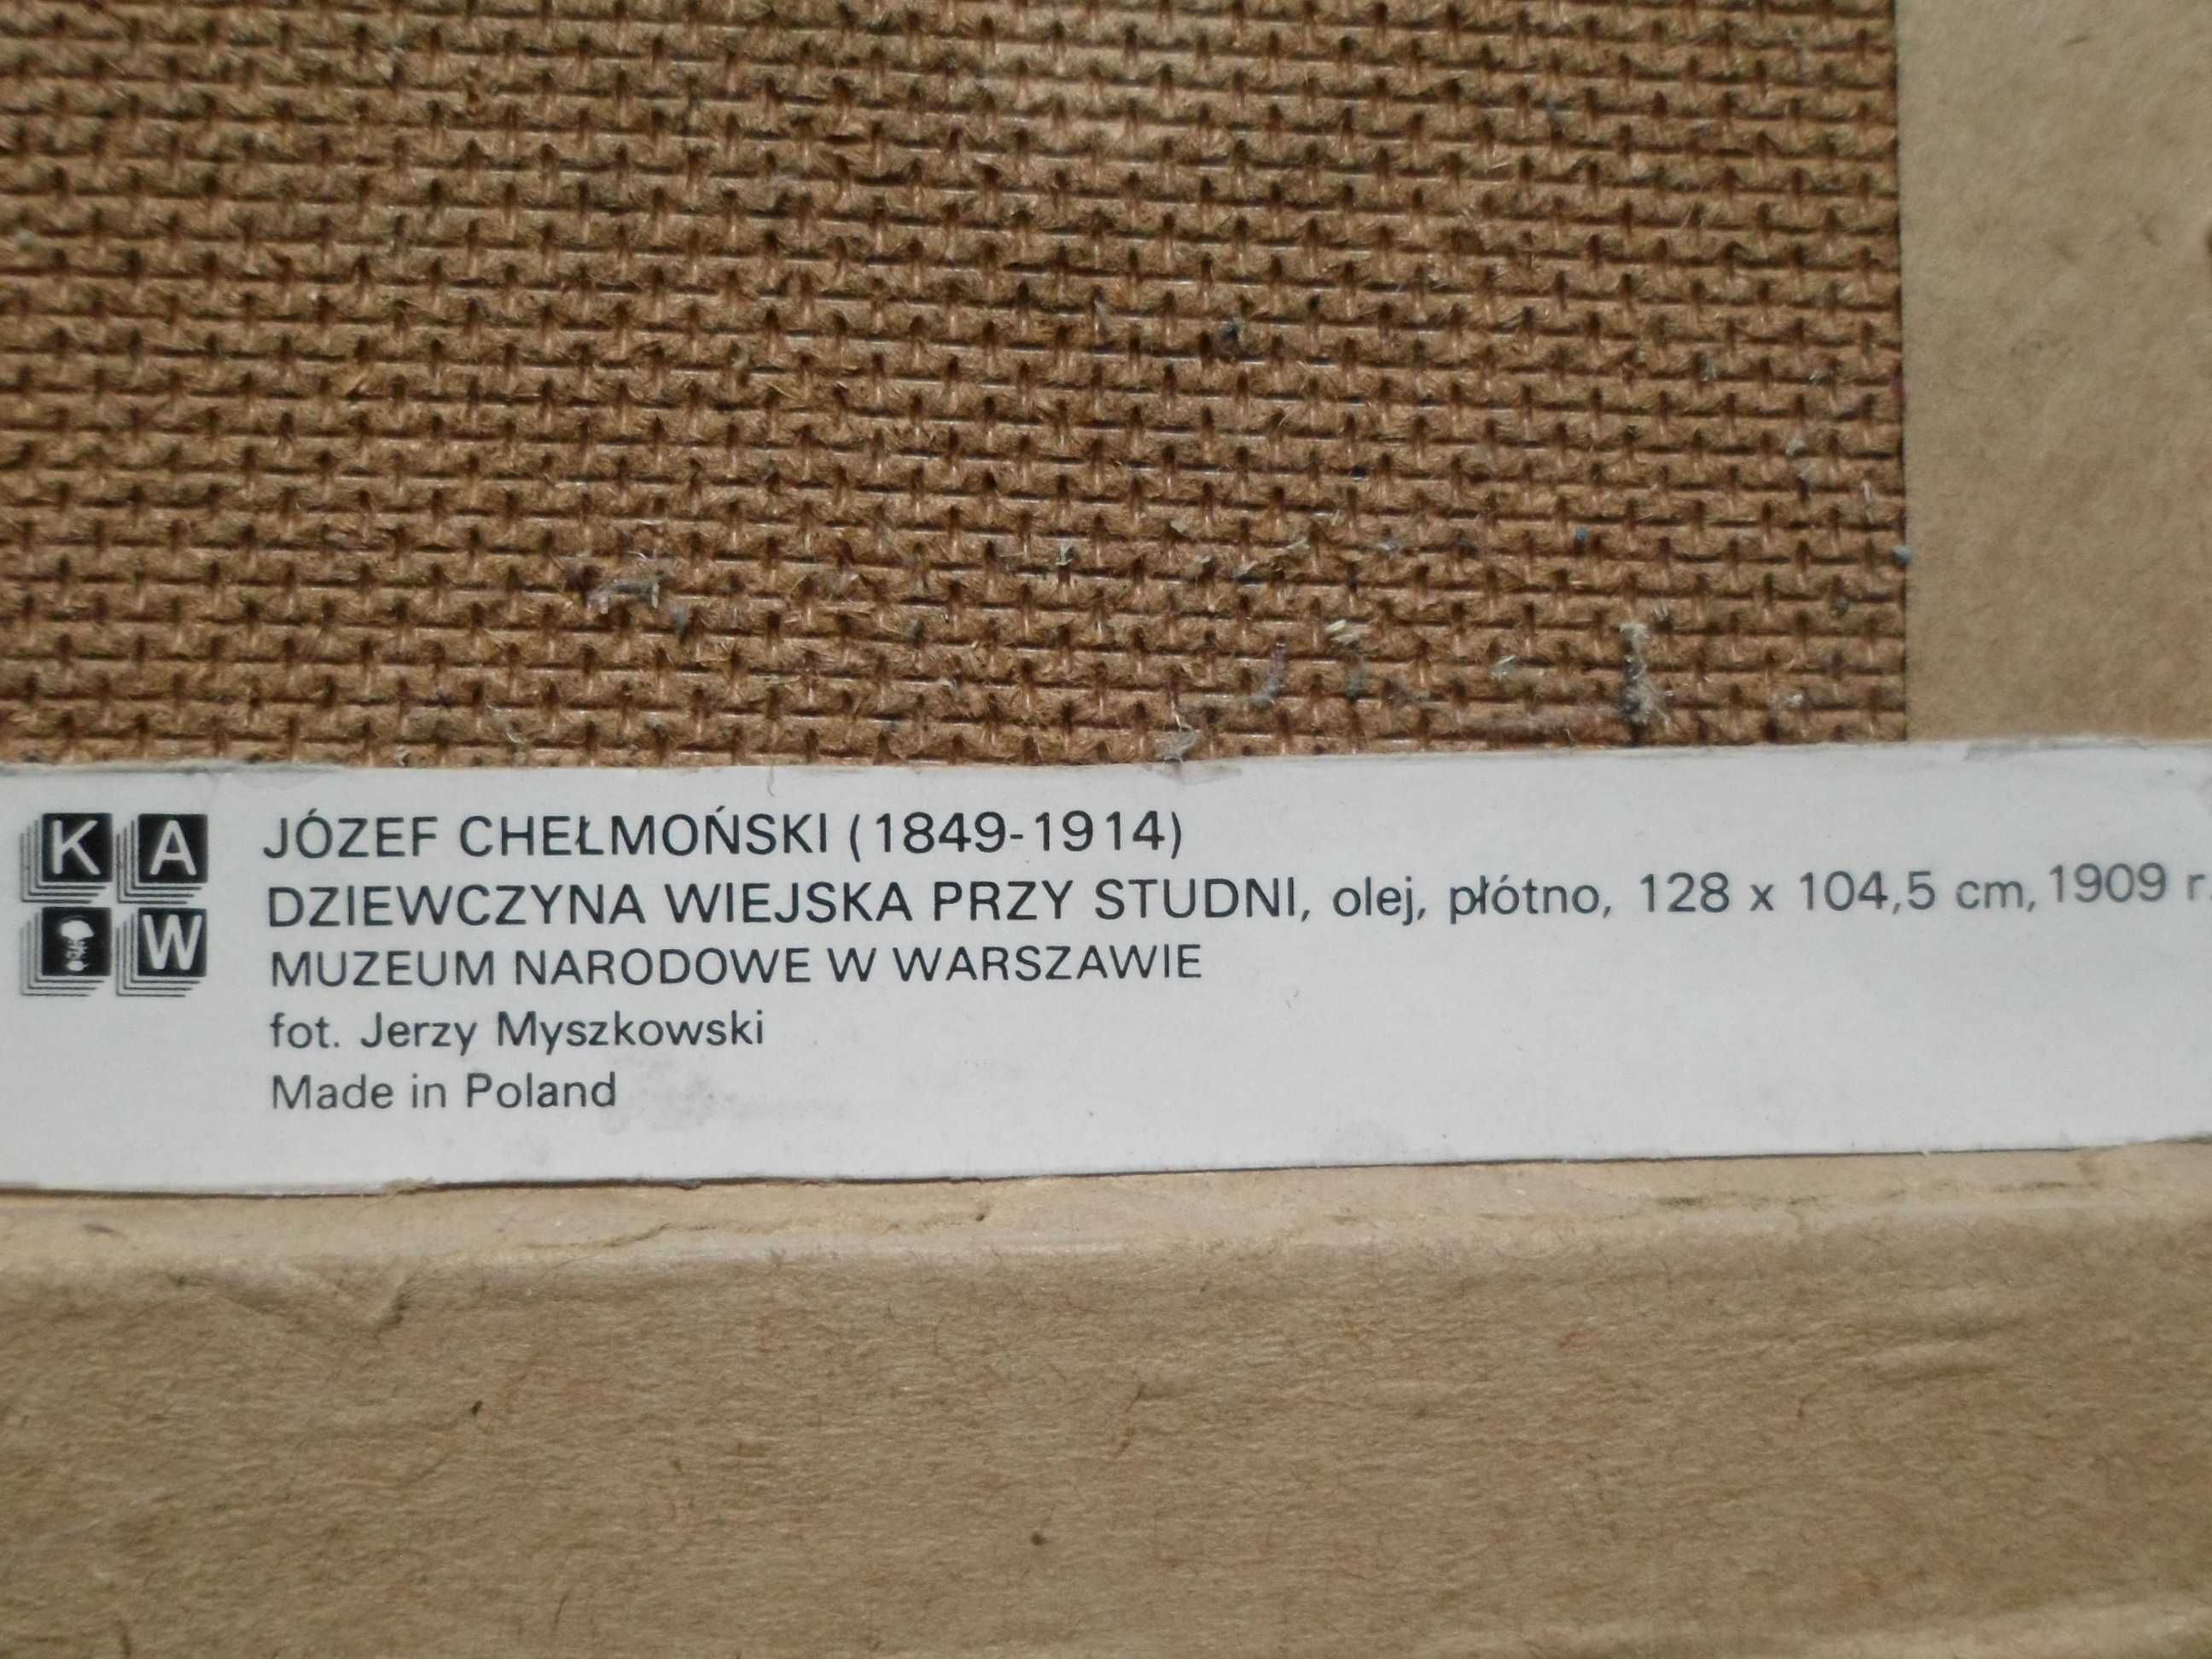 KA
W
JÓZEF CHEŁMOŃSKI (1849-1914)
DZIEWCZYNA WIEJSKA PRZY STUDNI, olej, płótno, 128 x 104,5 cm, 1909 r
MUZEUM NARODOWE W WARSZAWIE
fot. Jerzy Myszkowski
Made in Poland